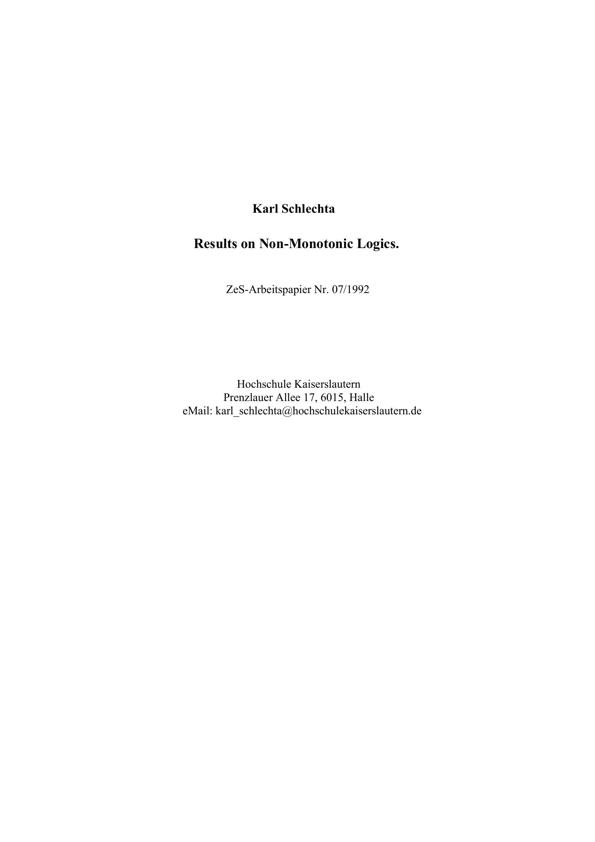 Karl Schlechta
Results on Non-Monotonic Logics.
ZeS-Arbeitspapier Nr. 07/1992
Hochschule Kaiserslautern
Prenzlauer Allee 17, 6015, Halle
eMail: karl_schlechta@hochschulekaiserslautern.de